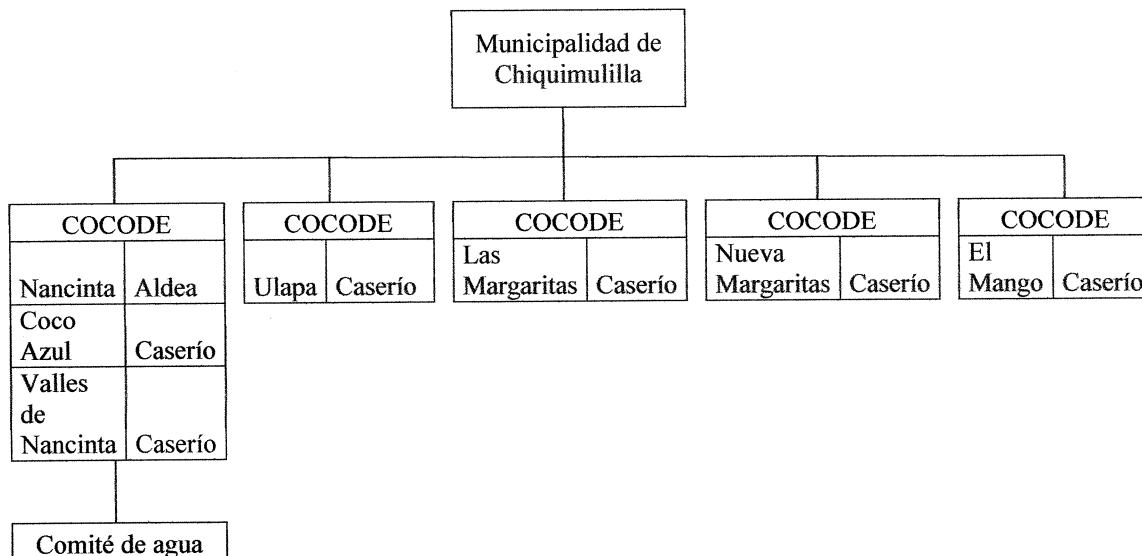 Municipalidad de
Chiquimulilla
COCODE
Nancinta Aldea
Coco
Azul Caserío
Valles
de
Nancinta Caserío
COCODE
Ulapa Caserío
COCODE
Las
Margaritas Caserío
COCODE
Nueva
Margaritas Caserío
COCODE
El
Mango Caserío
Comité de agua